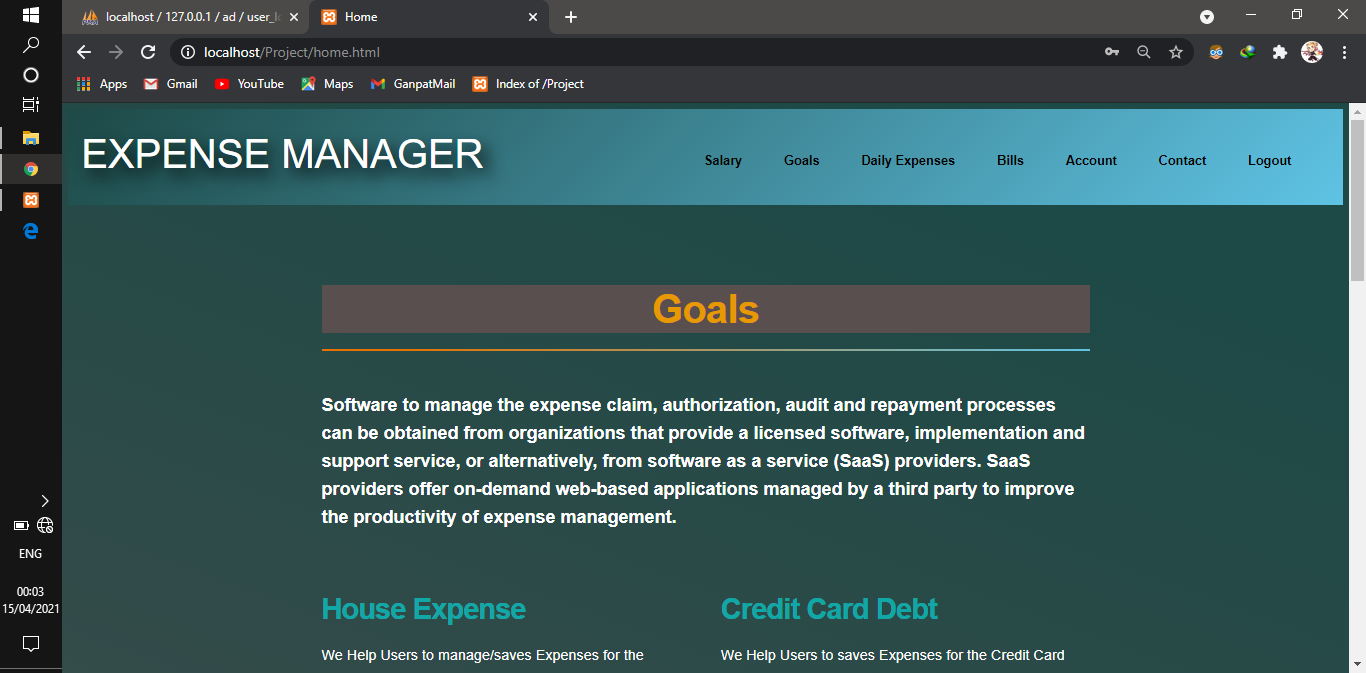 localhost / 127.0.0.1 / ad / user_l
Home
localhost/Project/home.html
Apps
Gmail
YouTube
Maps
GanpatMail
Index of /Project
EXPENSE MANAGER
Salary
Goals
Daily Expenses
Bills
Account
Contact
Logout
Goals
Software to manage the expense claim, authorization, audit and repayment processes
can be obtained from organizations that provide a licensed software, implementation and
support service, or alternatively, from software as a service (SaaS) providers. SaaS
providers offer on-demand web-based applications managed by a third party to improve
the productivity of expense management.
House Expense
We Help Users to manage/saves Expenses for the
Credit Card Debt
We Help Users to saves Expenses for the Credit Card
ENG
00:03
15/04/2021